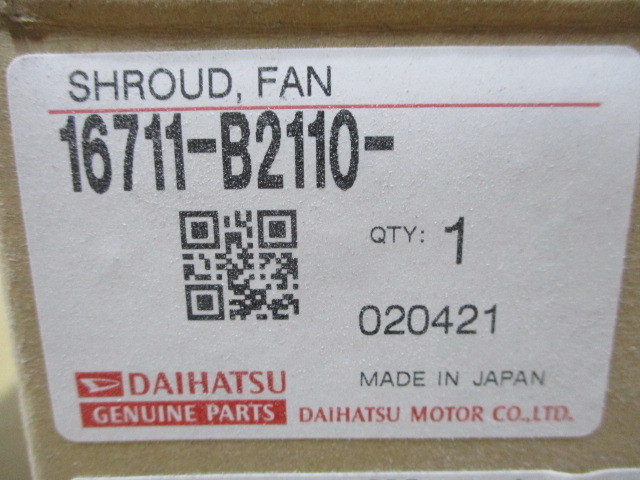 SHROUD, FAN
16711-B2110-
QTY: 1
020421
DAIHATSU
MADE IN JAPAN
GENUINE PARTS
DAIHATSU MOTOR CO.,LTD.